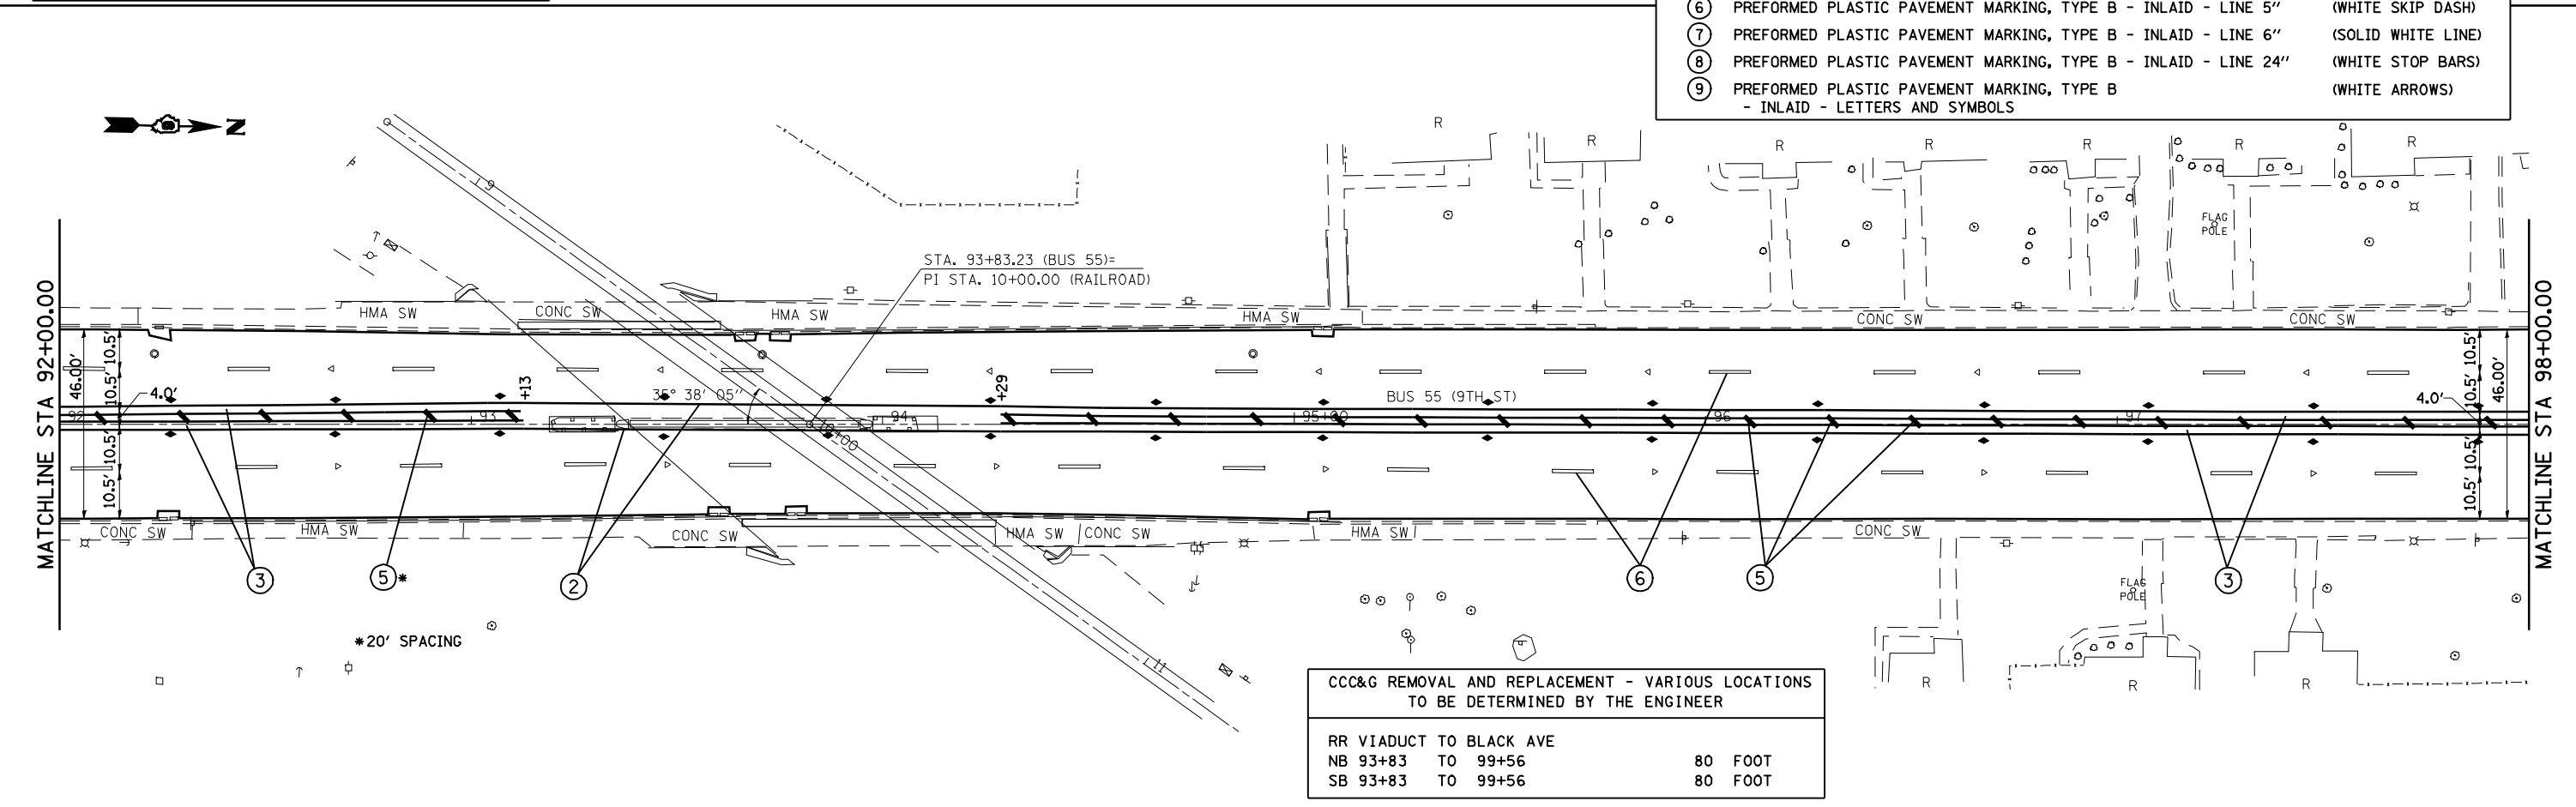 6 PREFORMED PLASTIC PAVEMENT MARKING, TYPE B - INLAID - LINE 5" (WHITE SKIP DASH)
7 PREFORMED PLASTIC PAVEMENT MARKING, TYPE B - INLAID - LINE 6" (SOLID WHITE LINE)
8 PREFORMED PLASTIC PAVEMENT MARKING, TYPE B - INLAID - LINE 24" (WHITE STOP BARS)
9 PREFORMED PLASTIC PAVEMENT MARKING, TYPE B (WHITE ARROWS)
- INLAID - LETTERS AND SYMBOLS
N
R
R
R
R
R
R
R
9
FLAG
POLE
STA. 93+83.23 (BUS 55)=
PI STA. 10+00.00 (RAILROAD)
HMA SW
CONC SW
HMA SW
HMA SW
CONC SW
CONC SW
MATCHLINE STA 92+00.00
46.00'
10.5'
10.5'
10.5'
10.5'
4.0'
92
93
+13
35° 38' 05"
10+00
94
+29
95+00
BUS 55 (9TH ST)
96
97
4.0'
10.5'
10.5'
10.5'
10.5'
46.00'
MATCHLINE STA 98+00.00
CONC SW
HMA SW
CONC SW
HMA SW
CONC SW
HMA SW
CONC SW
3
5*
2
6
5
3
FLAG
POLE
*20' SPACING
11
R
R
R
CCC&G REMOVAL AND REPLACEMENT - VARIOUS LOCATIONS
TO BE DETERMINED BY THE ENGINEER
RR VIADUCT TO BLACK AVE
NB 93+83 TO 99+56 80 FOOT
SB 93+83 TO 99+56 80 FOOT